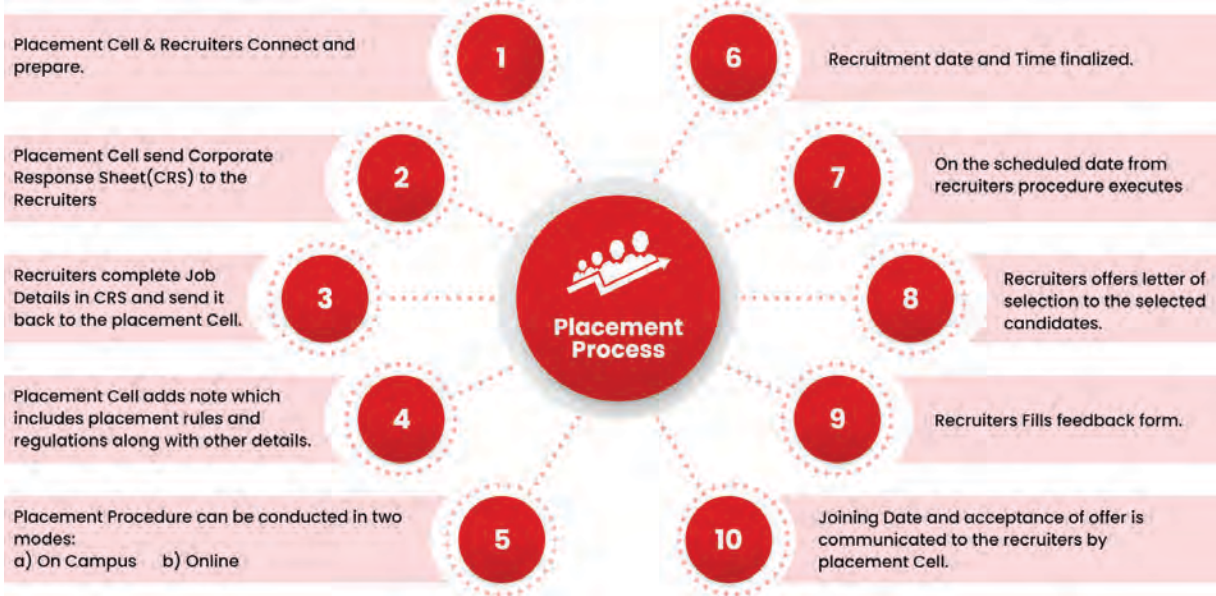 1
Placement Cell & Recruiters Connect and
prepare.
2
Placement Cell send Corporate
Response Sheet(CRS) to the
Recruiters
3
Recruiters complete Job
Details in CRS and send it
back to the placement Cell.
4
Placement Cell adds note which
includes placement rules and
regulations along with other details.
5
Placement Procedure can be conducted in two
modes:
a) On Campus b) Online
Placement
Process
6
Recruitment date and Time finalized.
7
On the scheduled date from
recruiters procedure executes
8
Recruiters offers letter of
selection to the selected
candidates.
9
Recruiters Fills feedback form.
10
Joining Date and acceptance of offer is
communicated to the recruiters by
placement Cell.